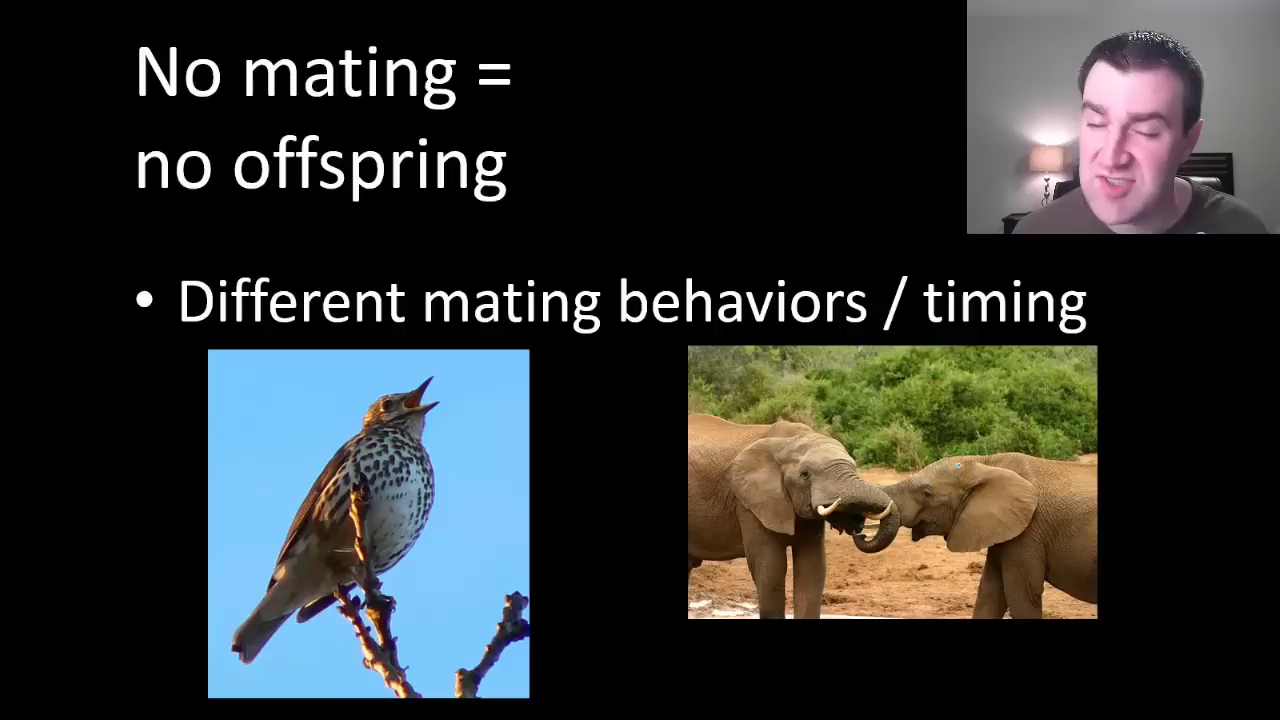 No mating =
no offspring
• Different mating behaviors / timing